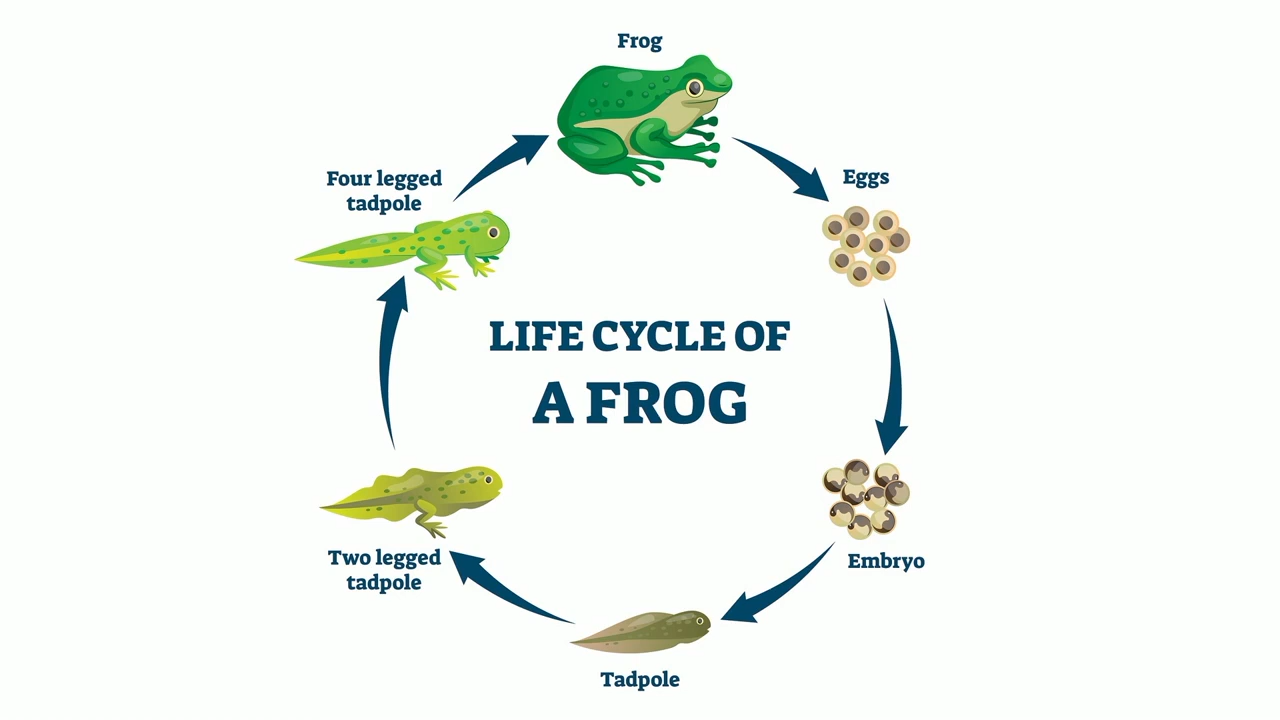 Frog
Eggs
Four legged
tadpole
LIFE CYCLE OF
A FROG
Two legged
tadpole
Embryo
Tadpole